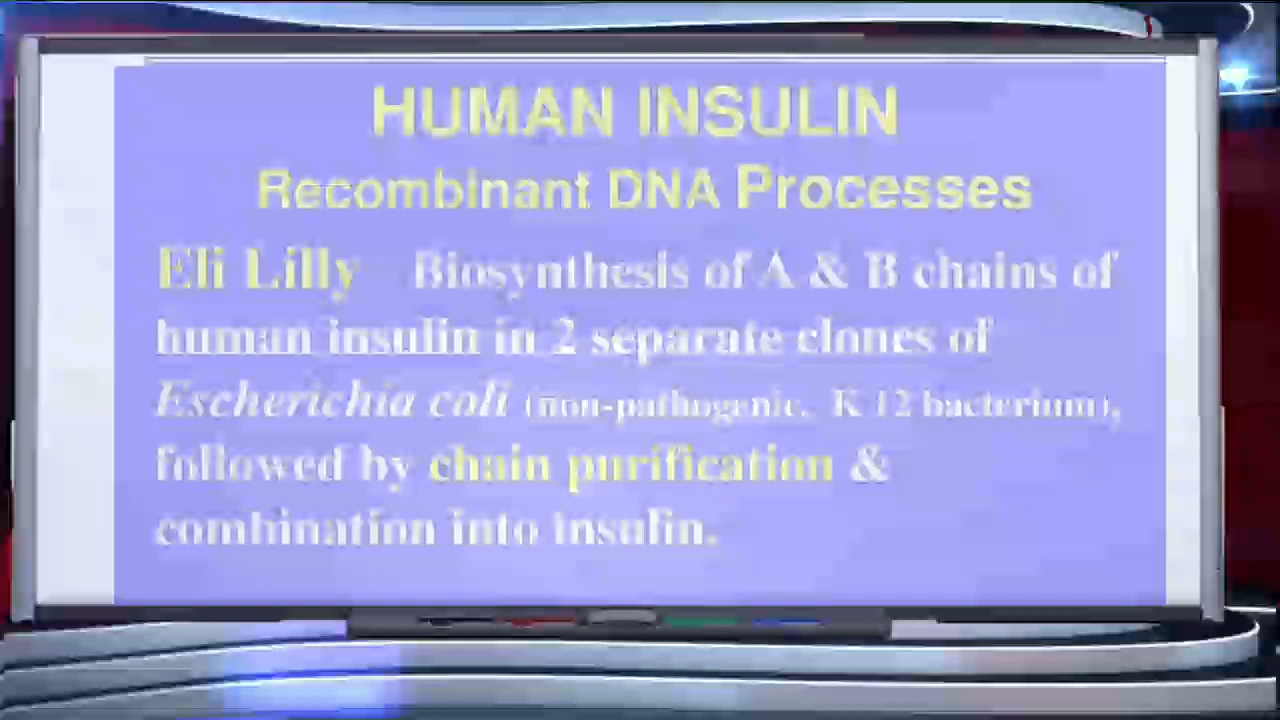 HUMAN INSULIN
Recombinant DNA Processes
Eli Lilly Biosynthesis of A & B chains of
human insulin in 2 separate clones of
Escherichia coli (non-pathogenic, K 12 bacterium),
followed by chain purification &
combination into insulin.